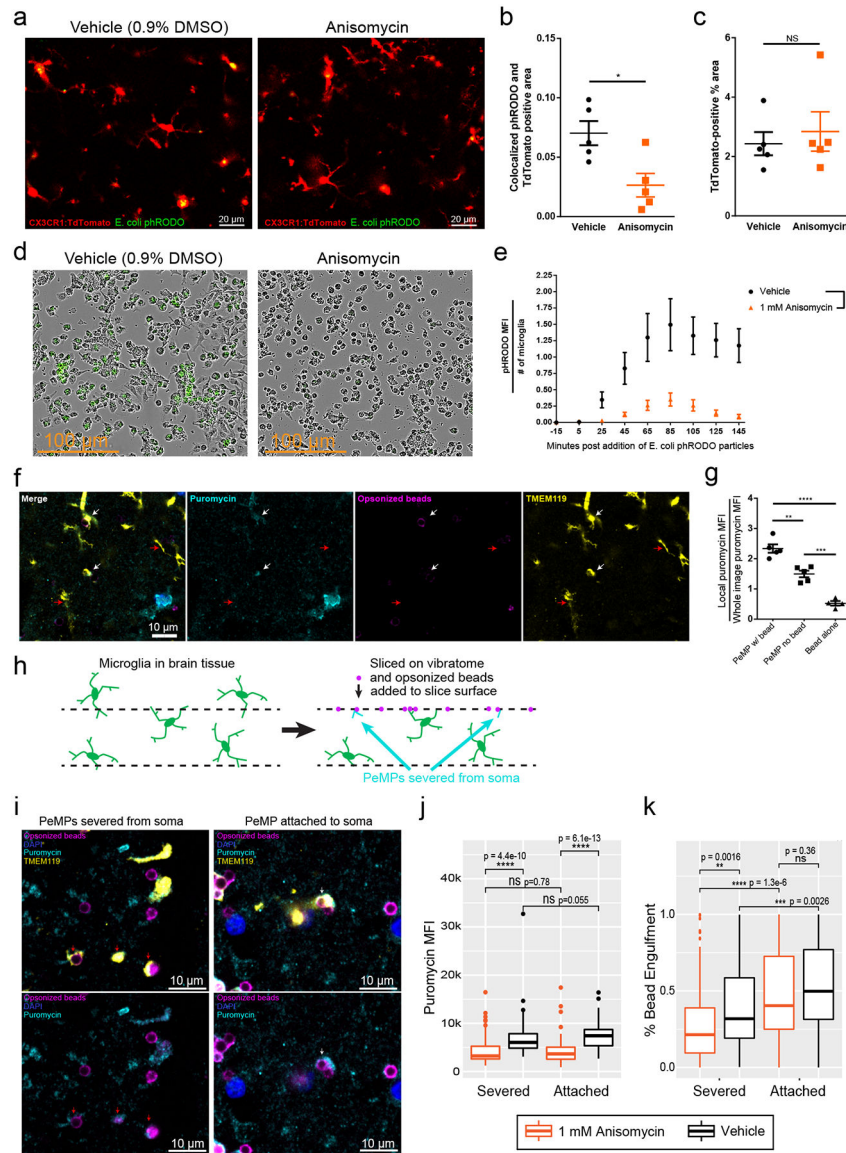 a
Vehicle (0.9% DMSO)
Anisomycin
CX3CR1:TdTomato E. coli phRODO
20 µm
CX3CR1:TdTomato E. coli phRODO
20 µm
b
Colocalized phRODO and
TdTomato positive area
0.15
0.10
0.05
0.00
*
Vehicle
Anisomycin
c
TdTomato-positive % area
6
4
2
0
NS
Vehicle
Anisomycin
d
Vehicle (0.9% DMSO)
Anisomycin
100 µm
100 µm
e
pHRODO MFI
# of microglia
2.25
2.00
1.75
1.50
1.25
1.00
0.75
0.50
0.25
0.00
-15 5 25 45 65 85 105 125 145
Minutes post addition of E. coli phRODO particles
Vehicle
1 mM Anisomycin
f
Merge
Puromycin
Opsonized beads
TMEM119
10 µm
g
Local puromycin MFI
Whole image puromycin MFI
4
3
2
1
0
****
**
***
PeMP w/ bead
PeMP no bead
Bead alone
h
Microglia in brain tissue
Sliced on vibratome
and opsonized beads
added to slice surface
PeMPs severed from soma
i
PeMPs severed from soma
PeMP attached to soma
Opsonized beads
DAPI
Puromycin
TMEM119
10 µm
Opsonized beads
DAPI
Puromycin
TMEM119
10 µm
Opsonized beads
DAPI
Puromycin
10 µm
Opsonized beads
DAPI
Puromycin
10 µm
j
Puromycin MFI
40k
30k
20k
10k
0
p = 4.4e-10
****
p = 6.1e-13
****
ns p=0.78
ns p=0.055
Severed
Attached
k
% Bead Engulfment
1.0
0.5
0.0
p = 0.0016
**
p = 0.36
ns
**** p = 1.3e-6
*** p = 0.0026
Severed
Attached
1 mM Anisomycin
Vehicle